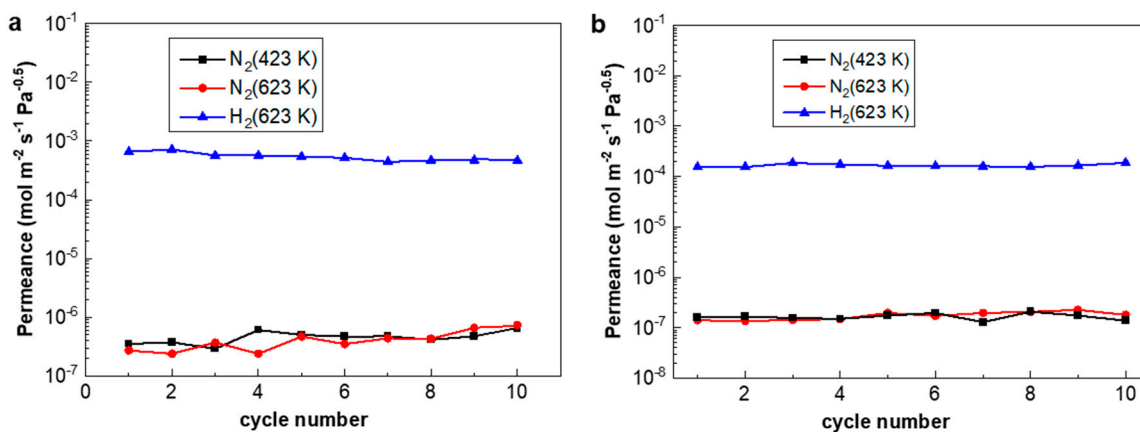 a
10⁻¹
10⁻²
10⁻³
10⁻⁴
10⁻⁵
10⁻⁶
10⁻⁷
Permeance (mol m⁻² s⁻¹ Pa⁻⁰·⁵)
N₂(423 K)
N₂(623 K)
H₂(623 K)
0 2 4 6 8 10
cycle number
b
10⁻¹
10⁻²
10⁻³
10⁻⁴
10⁻⁵
10⁻⁶
10⁻⁷
10⁻⁸
Permeance (mol m⁻² s⁻¹ Pa⁻⁰·⁵)
N₂(423 K)
N₂(623 K)
H₂(623 K)
2 4 6 8 10
cycle number